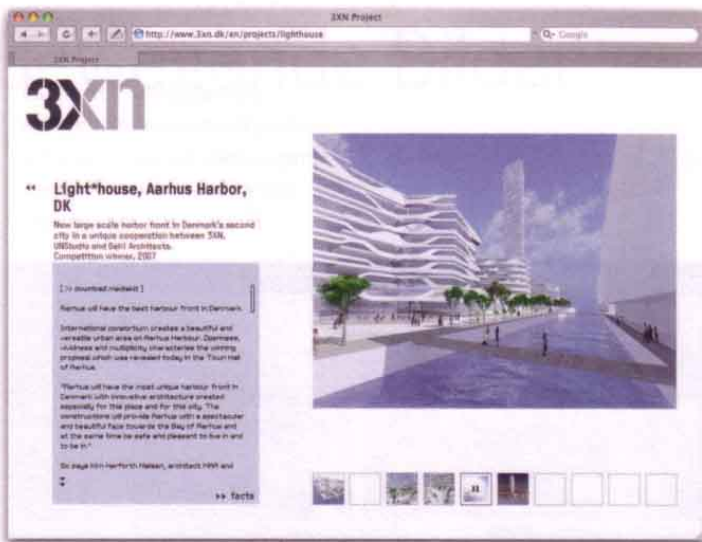 3XN Project
http://www.3xn.dk/en/projects/lighthouse
Google
3XN Project
3xn
Light*house, Aarhus Harbor,
DK
New large scale harbor front in Denmark's second
city in a unique cooperation between 3XN,
UNStudio and Gehl Architects.
Competition winner, 2007
[ >> download mediakit ]
Aarhus will have the best harbour front in Denmark
International consortium creates a beautiful and
versatile urban area on Aarhus Harbour. Openness,
vividness and multiplicity characterise the winning
proposal which was revealed today in the Town Hall
of Aarhus.
"Aarhus will have the most unique harbour front in
Denmark with innovative architecture created
especially for this place and for this city. The
constructions will provide Aarhus with a spectacular
and beautiful face towards the Bay of Aarhus and
at the same time be safe and pleasant to live in and
to be in."
So says Kim Herforth Nielsen, architect MAA and
>> facts